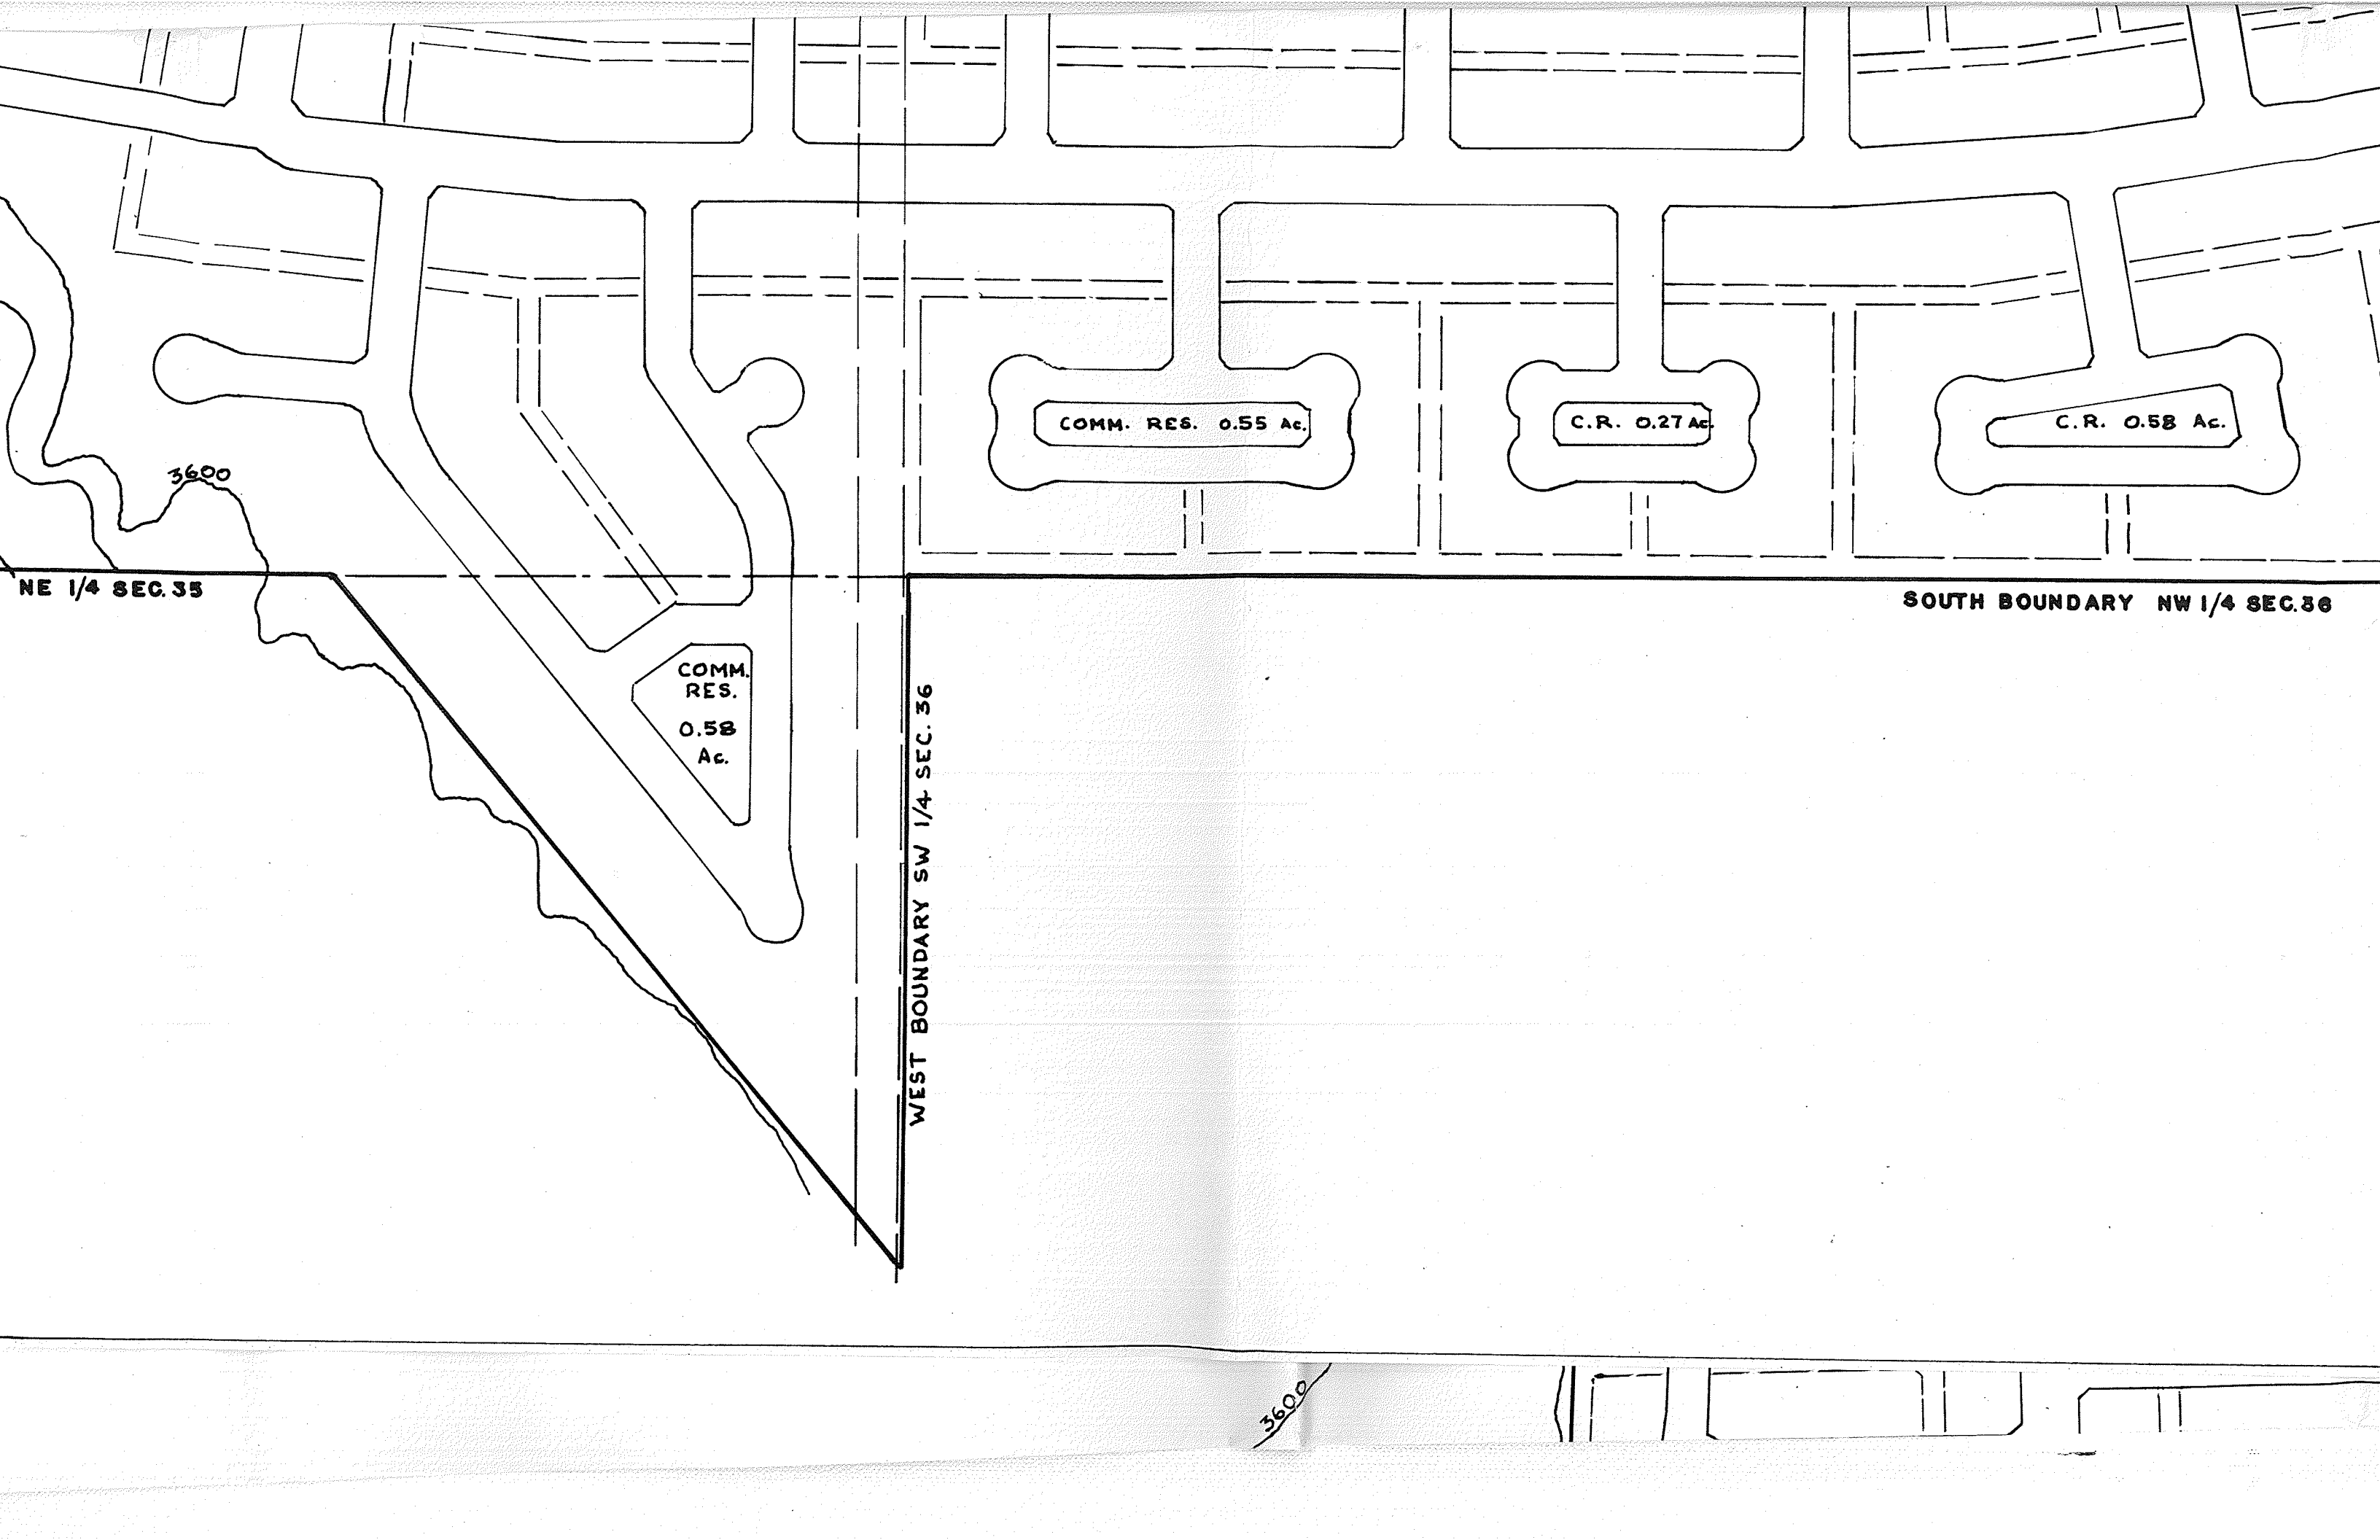 COMM. RES. 0.55 Ac.
C.R. 0.27 Ac.
C.R. 0.58 Ac.
3600
NE 1/4 SEC. 35
SOUTH BOUNDARY NW 1/4 SEC. 36
COMM.
RES.
0.58
Ac.
WEST BOUNDARY SW 1/4 SEC. 36
3600